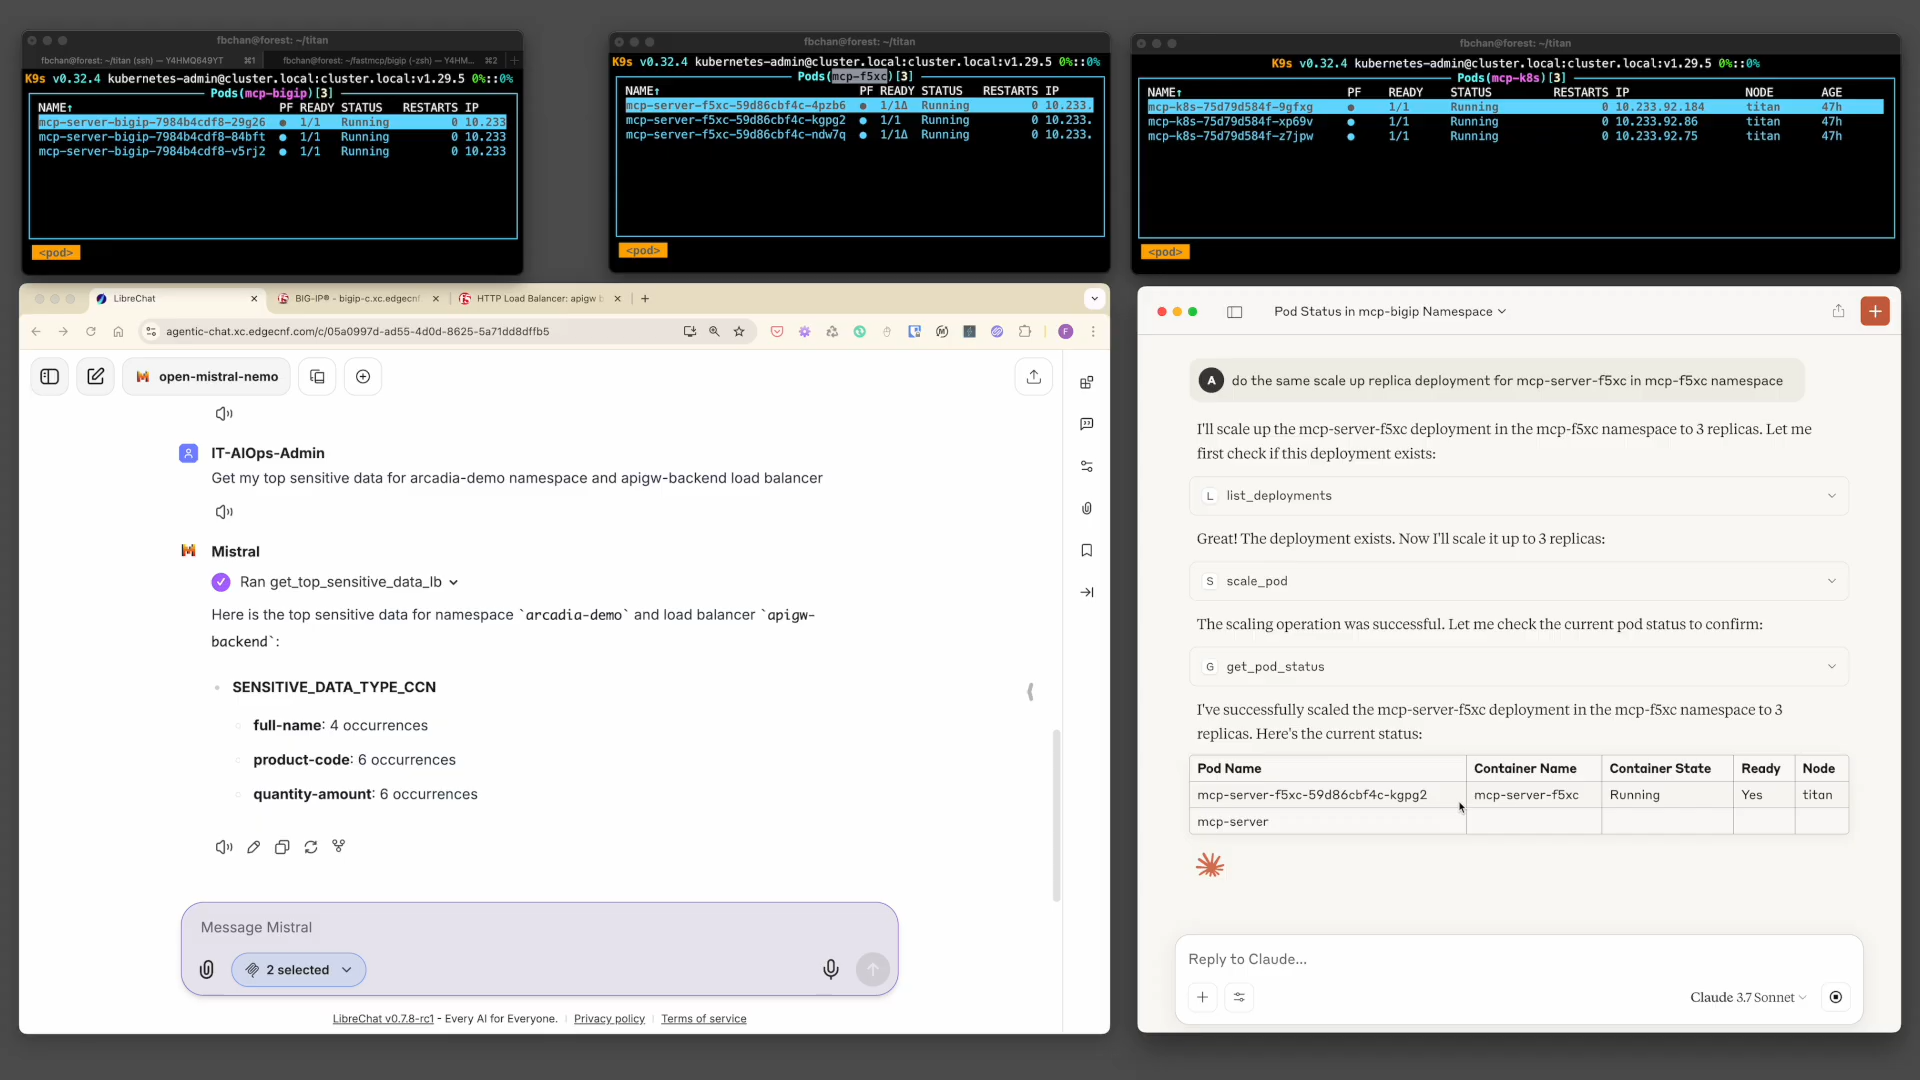 fbchan@forest: ~/titan
fbchan@forest: ~/titan (ssh) — Y4HMQ649YT ⌘1 fbchan@forest: ~/fastmcp/bigip (-zsh) — Y4HM... ⌘2 +
K9s v0.32.4 kubernetes-admin@cluster.local:cluster.local:v1.29.5 0%::0%
Pods(mcp-bigip)[3]
NAME↑ PF READY STATUS RESTARTS IP
mcp-server-bigip-7984b4cdf8-29g26 ● 1/1 Running 0 10.233
mcp-server-bigip-7984b4cdf8-84bft ● 1/1 Running 0 10.233
mcp-server-bigip-7984b4cdf8-v5rj2 ● 1/1 Running 0 10.233
<pod>
fbchan@forest: ~/titan
K9s v0.32.4 kubernetes-admin@cluster.local:cluster.local:v1.29.5 0%::0%
Pods(mcp-f5xc)[3]
NAME↑ PF READY STATUS RESTARTS IP
mcp-server-f5xc-59d86cbf4c-4pzb6 ● 1/1Δ Running 0 10.233.
mcp-server-f5xc-59d86cbf4c-kgpg2 ● 1/1 Running 0 10.233.
mcp-server-f5xc-59d86cbf4c-ndw7q ● 1/1Δ Running 0 10.233.
<pod>
fbchan@forest: ~/titan
K9s v0.32.4 kubernetes-admin@cluster.local:cluster.local:v1.29.5 0%::0%
Pods(mcp-k8s)[3]
NAME↑ PF READY STATUS RESTARTS IP NODE AGE
mcp-k8s-75d79d584f-9gfxg ● 1/1 Running 0 10.233.92.184 titan 47h
mcp-k8s-75d79d584f-xp69v ● 1/1 Running 0 10.233.92.86 titan 47h
mcp-k8s-75d79d584f-z7jpw ● 1/1 Running 0 10.233.92.75 titan 47h
<pod>
LibreChat BIG-IP® - bigip-c.xc.edgecnf HTTP Load Balancer: apigw b
agentic-chat.xc.edgecnf.com/c/05a0997d-ad55-4d0d-8625-5a71dd8dffb5
F
open-mistral-nemo
IT-AIOps-Admin
Get my top sensitive data for arcadia-demo namespace and apigw-backend load balancer
Mistral
Ran get_top_sensitive_data_lb
Here is the top sensitive data for namespace `arcadia-demo` and load balancer `apigw-
backend`:
SENSITIVE_DATA_TYPE_CCN
full-name: 4 occurrences
product-code: 6 occurrences
quantity-amount: 6 occurrences
Message Mistral
2 selected
LibreChat v0.7.8-rc1 - Every AI for Everyone. Privacy policy Terms of service
Pod Status in mcp-bigip Namespace
A do the same scale up replica deployment for mcp-server-f5xc in mcp-f5xc namespace
I'll scale up the mcp-server-f5xc deployment in the mcp-f5xc namespace to 3 replicas. Let me
first check if this deployment exists:
L list_deployments
Great! The deployment exists. Now I'll scale it up to 3 replicas:
S scale_pod
The scaling operation was successful. Let me check the current pod status to confirm:
G get_pod_status
I've successfully scaled the mcp-server-f5xc deployment in the mcp-f5xc namespace to 3
replicas. Here's the current status:
Pod Name Container Name Container State Ready Node
mcp-server-f5xc-59d86cbf4c-kgpg2 mcp-server-f5xc Running Yes titan
mcp-server
Reply to Claude...
Claude 3.7 Sonnet